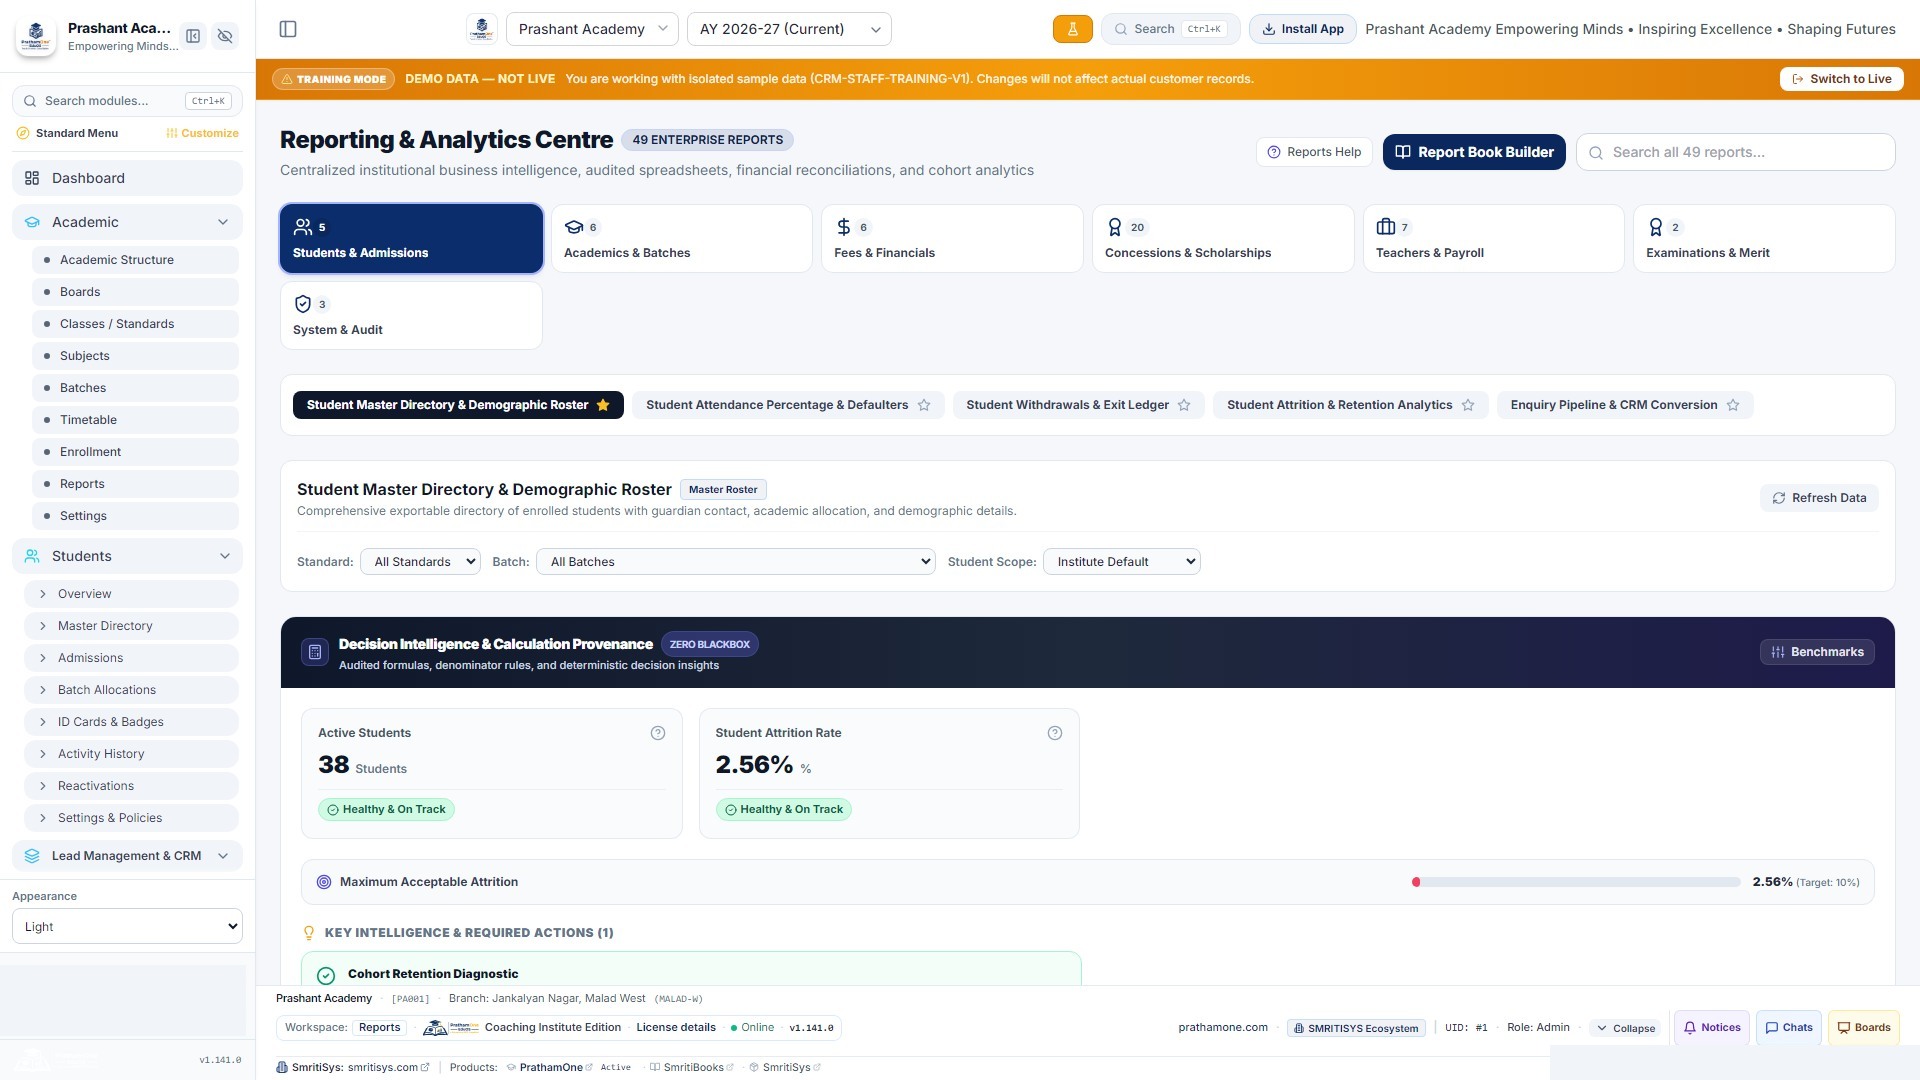 Prashant Aca...
Empowering Minds...
Search modules... Ctrl+K
Standard Menu Customize
Dashboard
Academic
Academic Structure
Boards
Classes / Standards
Subjects
Batches
Timetable
Enrollment
Reports
Settings
Students
Overview
Master Directory
Admissions
Batch Allocations
ID Cards & Badges
Activity History
Reactivations
Settings & Policies
Lead Management & CRM
Appearance
Light
v1.141.0
Prashant Academy AY 2026-27 (Current) Search Ctrl+K Install App Prashant Academy Empowering Minds • Inspiring Excellence • Shaping Futures
TRAINING MODE DEMO DATA — NOT LIVE You are working with isolated sample data (CRM-STAFF-TRAINING-V1). Changes will not affect actual customer records. Switch to Live
Reporting & Analytics Centre 49 ENTERPRISE REPORTS
Centralized institutional business intelligence, audited spreadsheets, financial reconciliations, and cohort analytics
Reports Help Report Book Builder Search all 49 reports...
5
Students & Admissions
6
Academics & Batches
6
Fees & Financials
20
Concessions & Scholarships
7
Teachers & Payroll
2
Examinations & Merit
3
System & Audit
Student Master Directory & Demographic Roster Student Attendance Percentage & Defaulters Student Withdrawals & Exit Ledger Student Attrition & Retention Analytics Enquiry Pipeline & CRM Conversion
Student Master Directory & Demographic Roster Master Roster
Comprehensive exportable directory of enrolled students with guardian contact, academic allocation, and demographic details.
Refresh Data
Standard: All Standards Batch: All Batches Student Scope: Institute Default
Decision Intelligence & Calculation Provenance ZERO BLACKBOX
Audited formulas, denominator rules, and deterministic decision insights
Benchmarks
Active Students
38 Students
Healthy & On Track
Student Attrition Rate
2.56% %
Healthy & On Track
Maximum Acceptable Attrition 2.56% (Target: 10%)
KEY INTELLIGENCE & REQUIRED ACTIONS (1)
Cohort Retention Diagnostic
Prashant Academy · [PA001] · Branch: Jankalyan Nagar, Malad West (MALAD-W)
Workspace: Reports · Coaching Institute Edition · License details · Online · v1.141.0
prathamone.com · SMRITISYS Ecosystem | UID: #1 · Role: Admin · Collapse Notices Chats Boards
SmritiSys: smritisys.com | Products: PrathamOne Active · SmritiBooks · SmritiSys